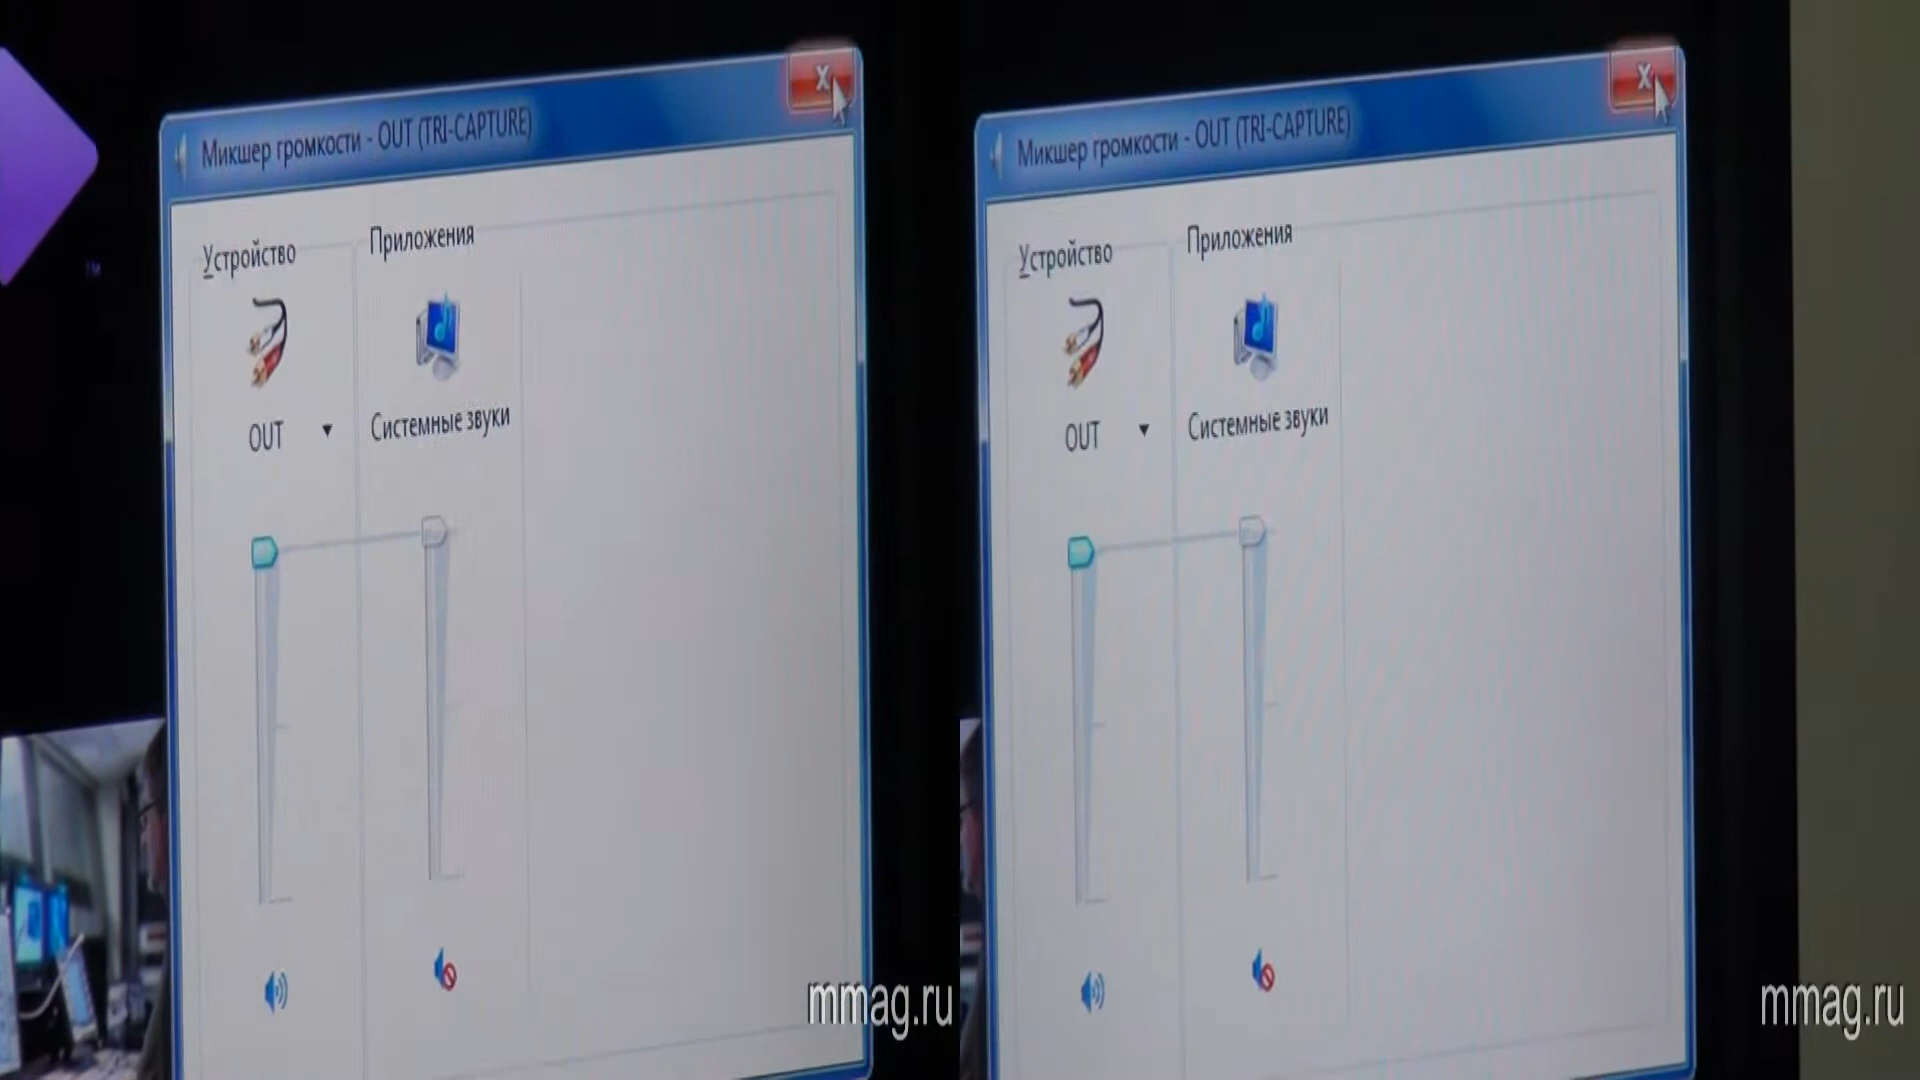 Микшер громкости - OUT (TRI-CAPTURE)
Устройство
Приложения
OUT
Системные звуки
TM
mmag.ru
Микшер громкости - OUT (TRI-CAPTURE)
Устройство
Приложения
OUT
Системные звуки
mmag.ru